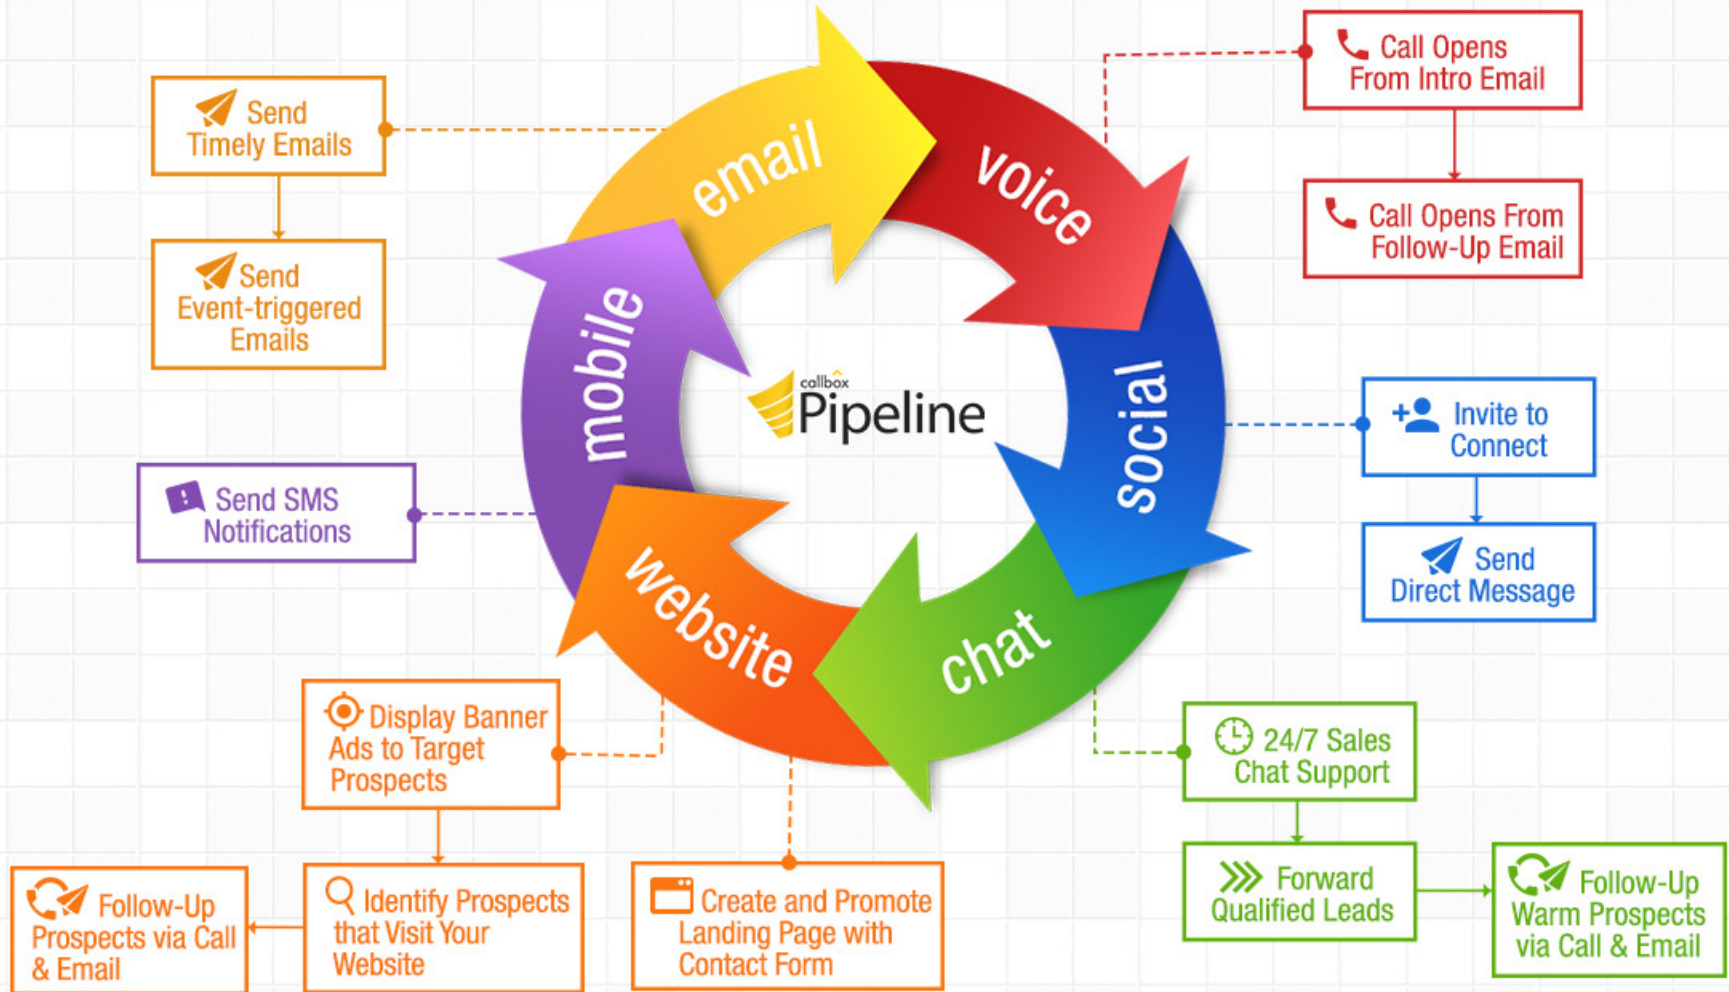 email
voice
social
chat
website
mobile
callbox
Pipeline
Send
Timely Emails
Send
Event-triggered
Emails
Call Opens
From Intro Email
Call Opens From
Follow-Up Email
Invite to
Connect
Send
Direct Message
24/7 Sales
Chat Support
Forward
Qualified Leads
Follow-Up
Warm Prospects
via Call & Email
Create and Promote
Landing Page with
Contact Form
Display Banner
Ads to Target
Prospects
Identify Prospects
that Visit Your
Website
Follow-Up
Prospects via Call
& Email
Send SMS
Notifications